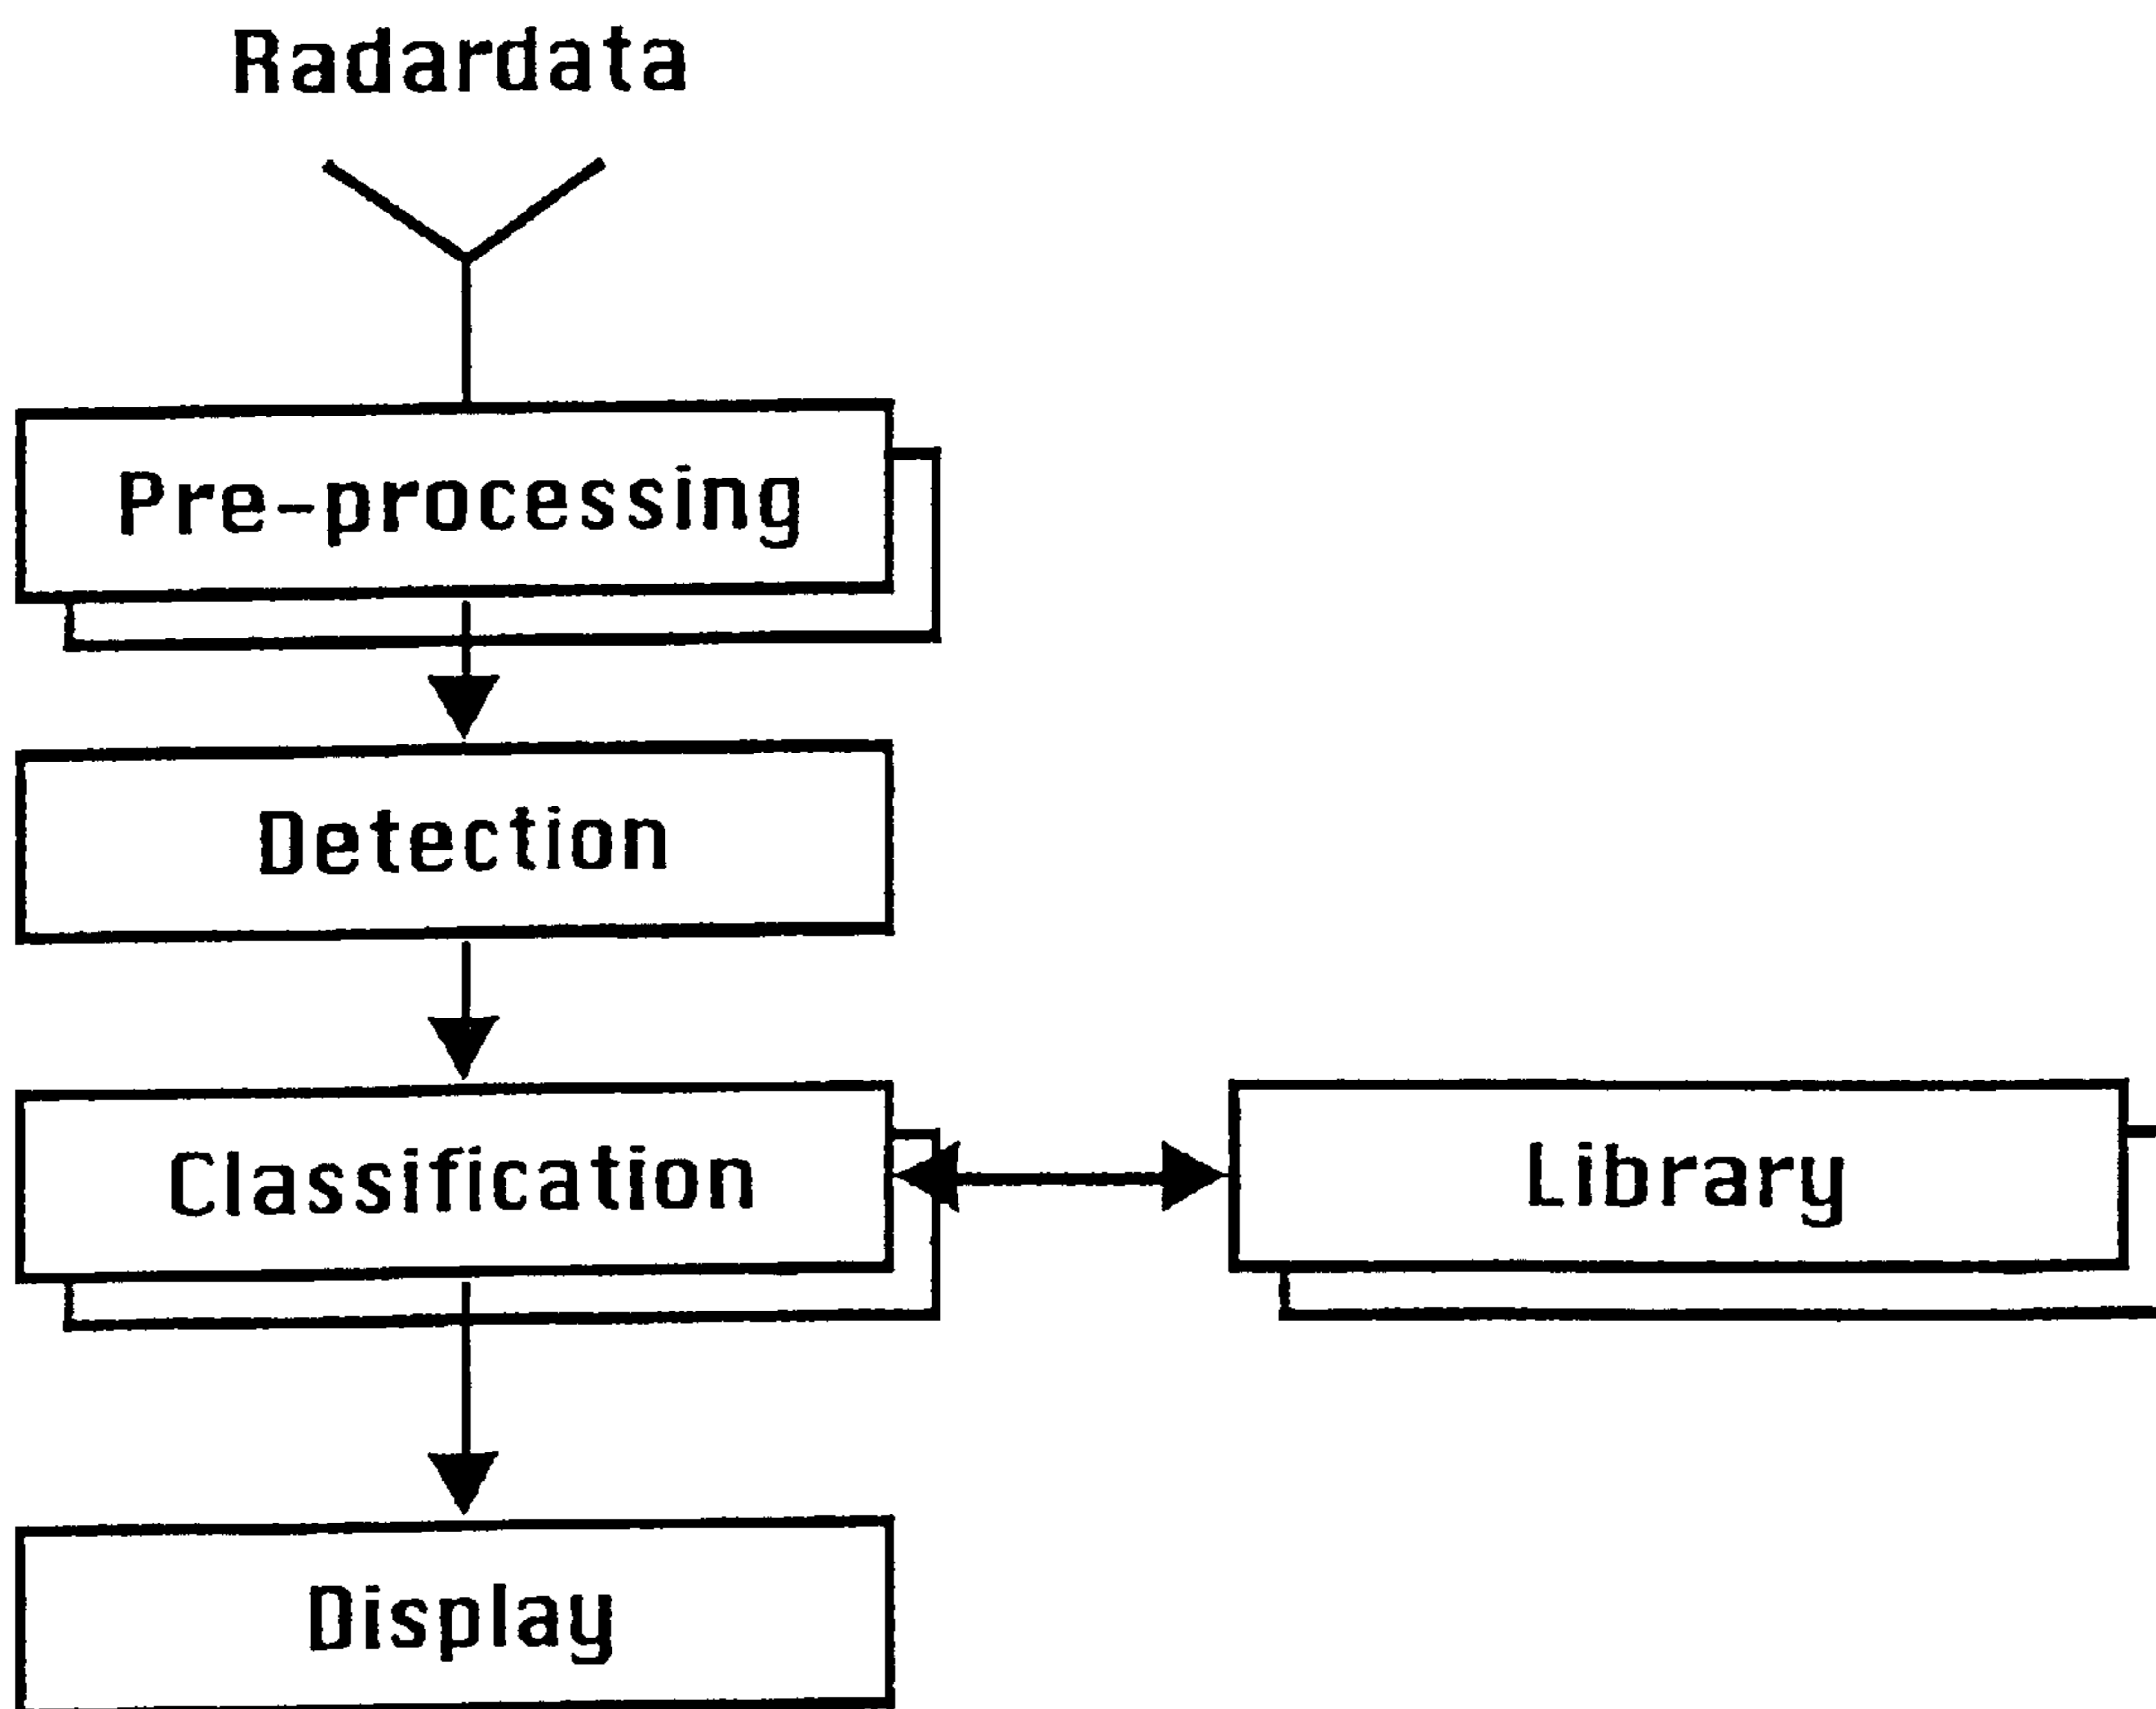 Radardata
Pre-processing
Detection
Classification
Library
Display